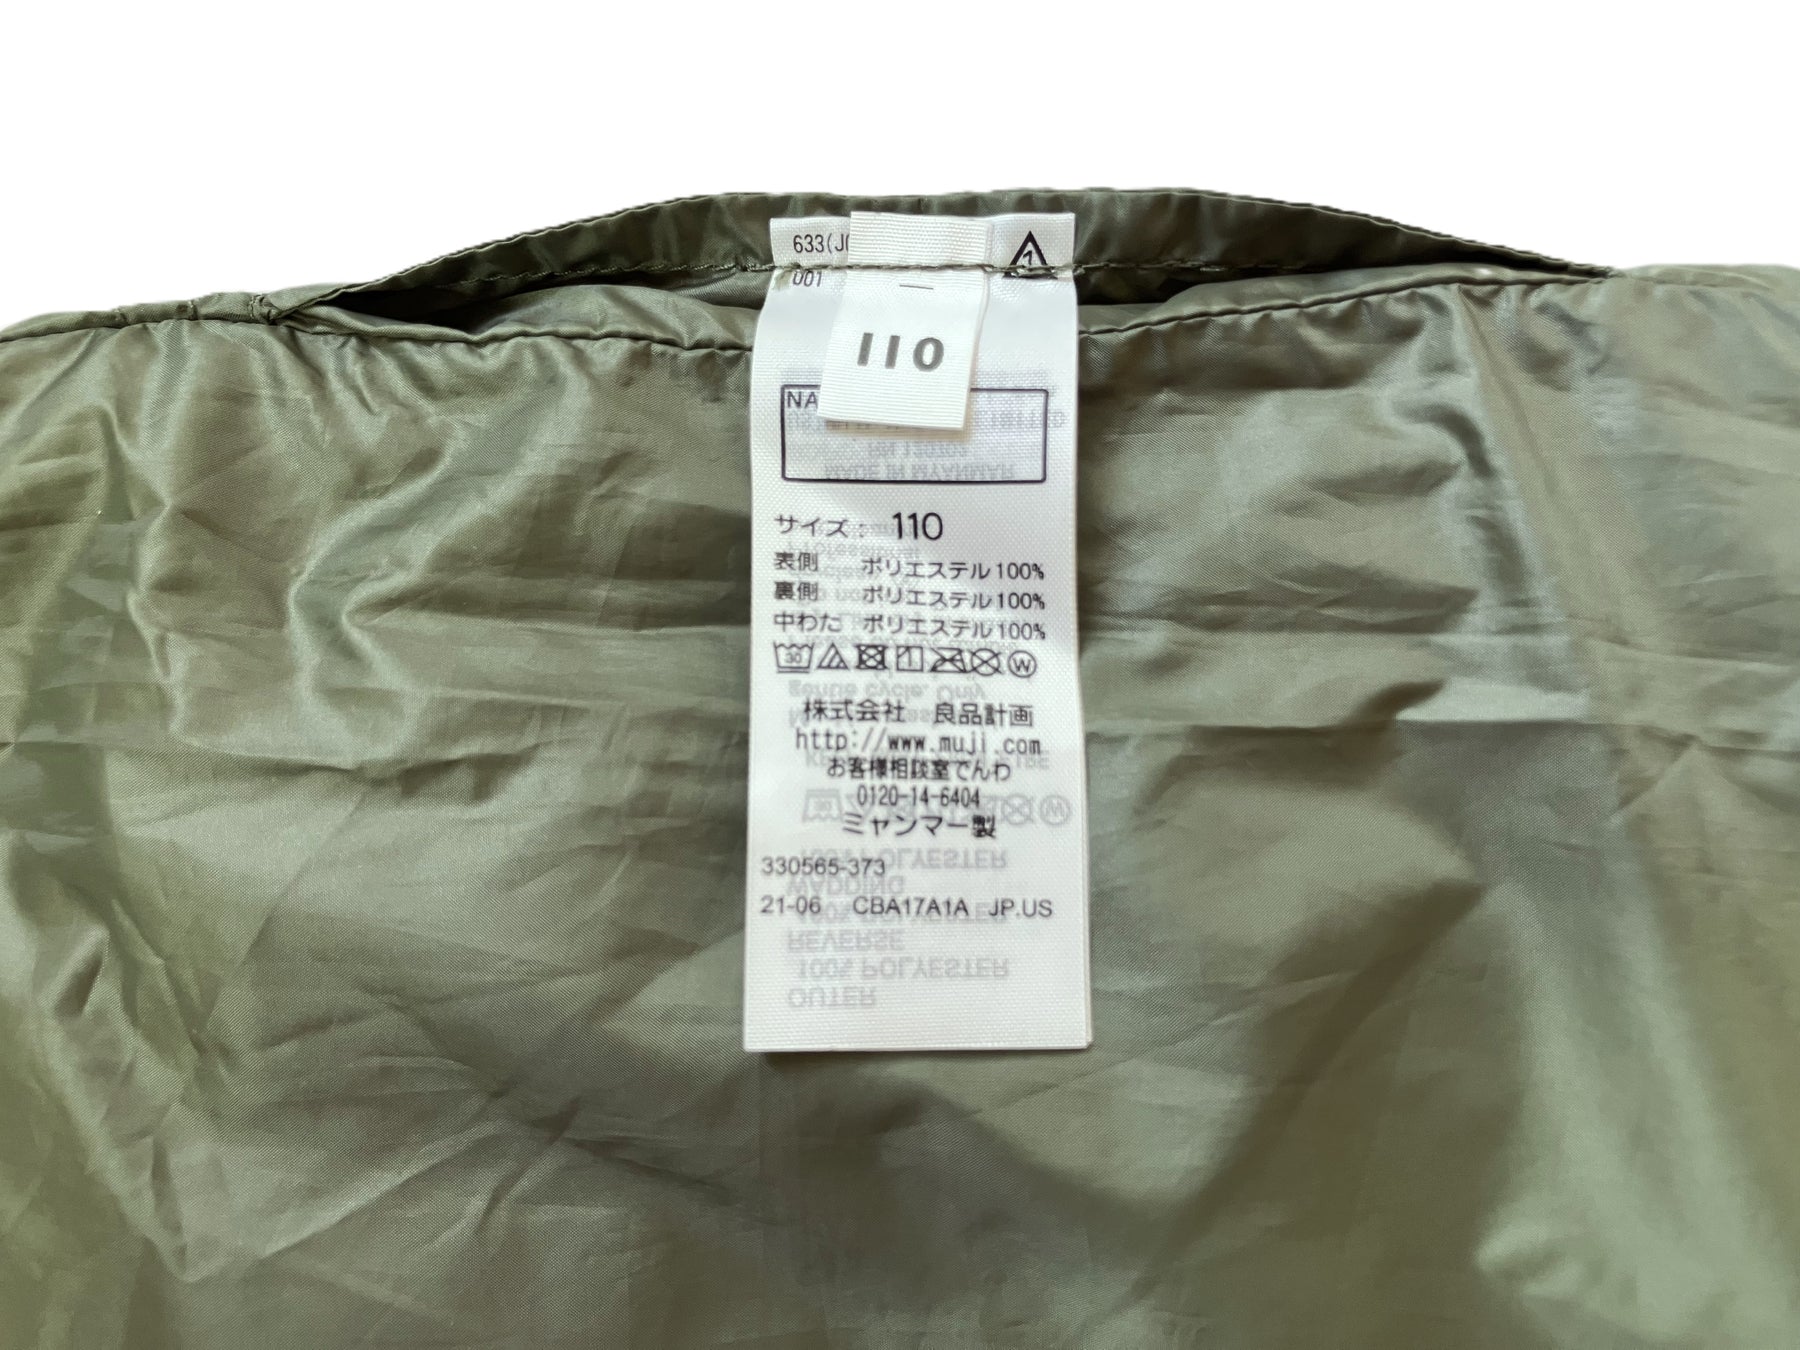 633(J
001
110
NA
サイズ: 110
表側 ポリエステル100%
裏側 ポリエステル100%
中わた ポリエステル100%
株式会社 良品計画
http://www.muji.com
お客様相談室でんわ
0120-14-6404
ミャンマー製
330565-373
21-06 CBA17A1A JP.US